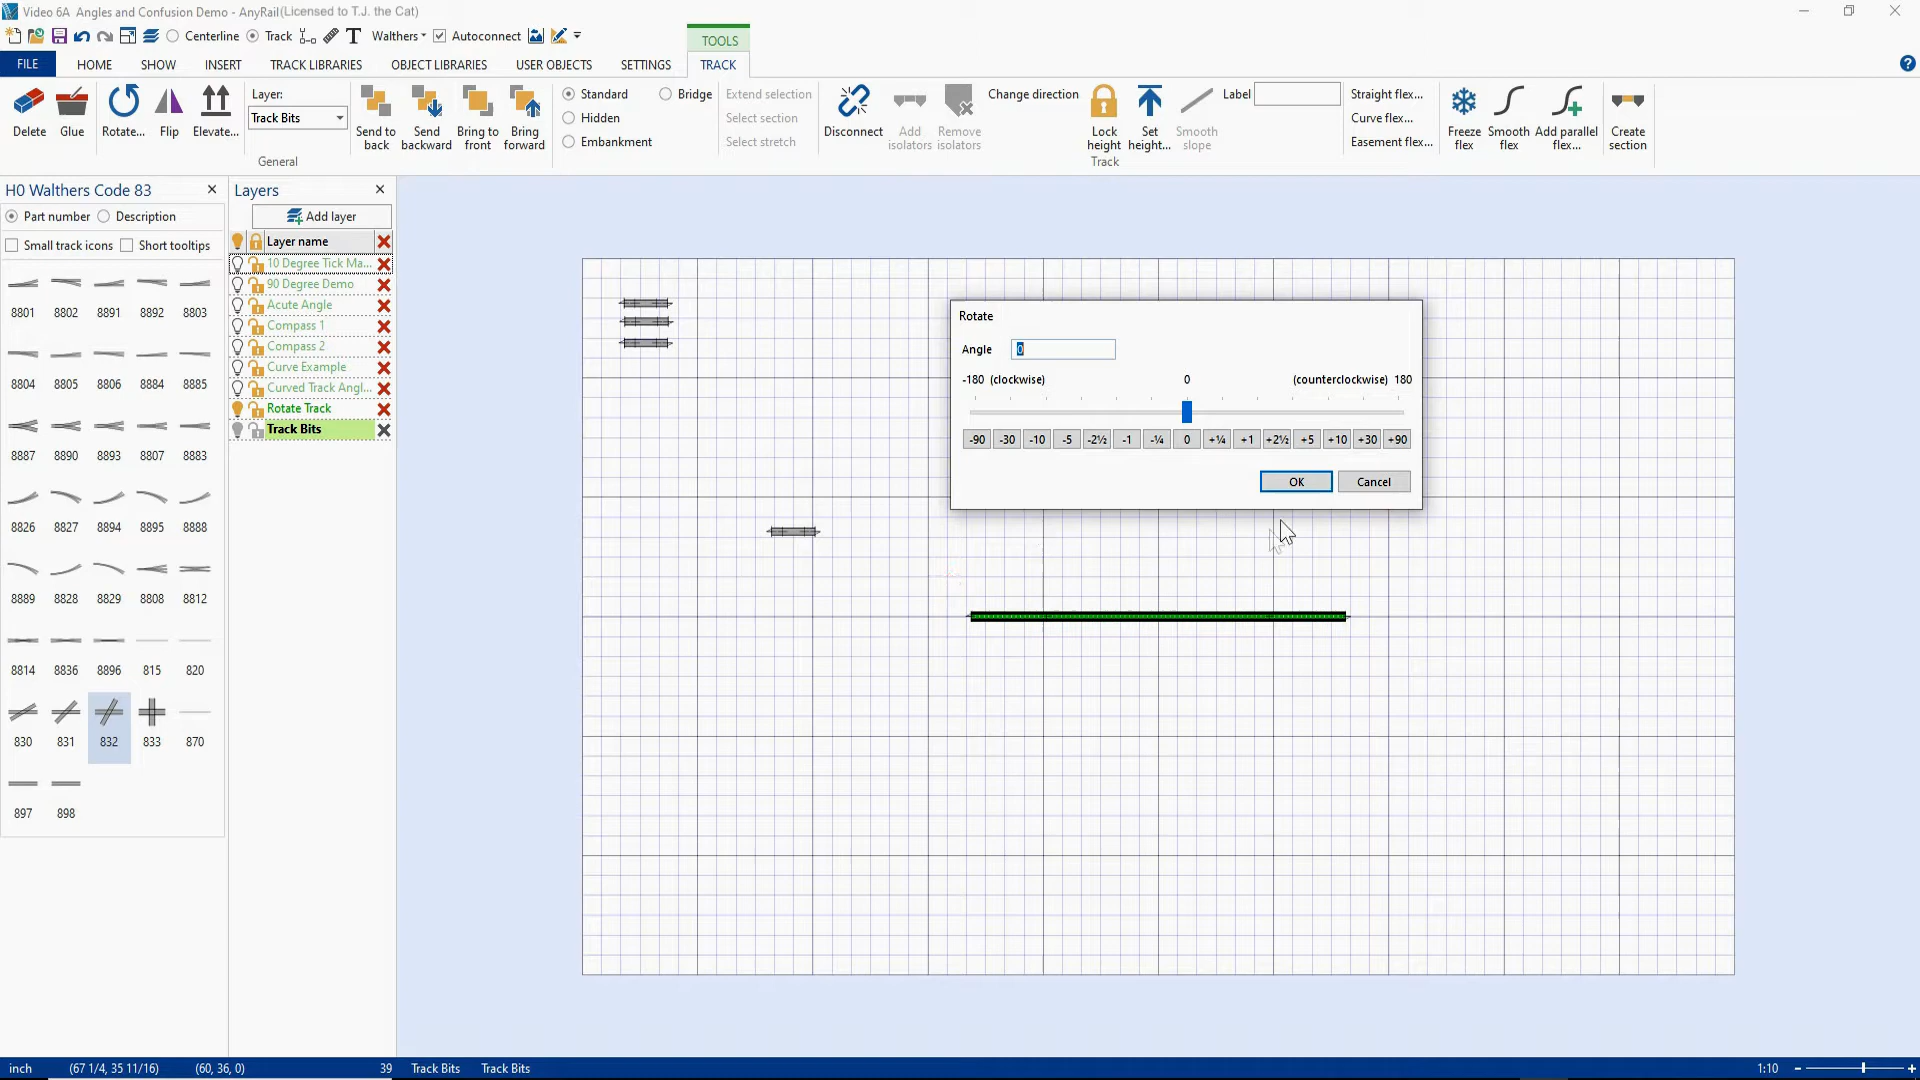 Video 6A  Angles and Confusion Demo - AnyRail(Licensed to T.J. the Cat)
Centerline Track Walthers Autoconnect TOOLS
FILE HOME SHOW INSERT TRACK LIBRARIES OBJECT LIBRARIES USER OBJECTS SETTINGS TRACK
Layer: Standard Bridge Extend selection Change direction Label Straight flex...
Track Bits Hidden Select section Curve flex...
Delete Glue Rotate... Flip Elevate... Send to back Send backward Bring to front Bring forward Embankment Select stretch Disconnect Add isolators Remove isolators Lock height Set height... Smooth slope Easement flex... Freeze flex Smooth flex Add parallel flex... Create section
General Track
H0 Walthers Code 83
Part number Description
Small track icons Short tooltips
8801 8802 8891 8892 8803
8804 8805 8806 8884 8885
8887 8890 8893 8807 8883
8826 8827 8894 8895 8888
8889 8828 8829 8808 8812
8814 8836 8896 815 820
830 831 832 833 870
897 898
Layers
Add layer
Layer name
10 Degree Tick Ma...
90 Degree Demo
Acute Angle
Compass 1
Compass 2
Curve Example
Curved Track Angl...
Rotate Track
Track Bits
Rotate
Angle 0
-180 (clockwise) 0 (counterclockwise) 180
-90 -30 -10 -5 -2½ -1 -¼ 0 +¼ +1 +2½ +5 +10 +30 +90
OK Cancel
inch (67 1/4, 35 11/16) (60, 36, 0) 39 Track Bits Track Bits 1:10